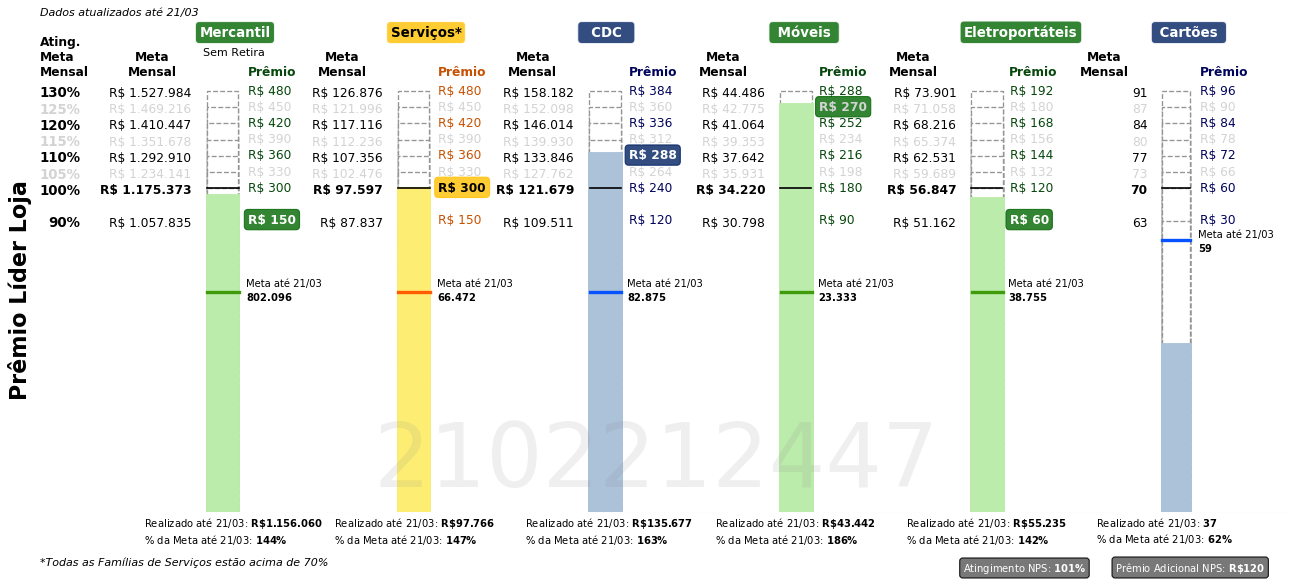 Dados atualizados até 21/03
Mercantil Serviços* CDC Móveis Eletroportáteis Cartões
Sem Retira
Ating. Meta Mensal
Meta Mensal Prêmio Meta Mensal Prêmio Meta Mensal Prêmio Meta Mensal Prêmio Meta Mensal Prêmio Meta Mensal Prêmio
130% R$ 1.527.984 R$ 480 R$ 126.876 R$ 480 R$ 158.182 R$ 384 R$ 44.486 R$ 288 R$ 73.901 R$ 192 91 R$ 96
125% R$ 1.469.216 R$ 450 R$ 121.996 R$ 450 R$ 152.098 R$ 360 R$ 42.775 R$ 270 R$ 71.058 R$ 180 87 R$ 90
120% R$ 1.410.447 R$ 420 R$ 117.116 R$ 420 R$ 146.014 R$ 336 R$ 41.064 R$ 252 R$ 68.216 R$ 168 84 R$ 84
115% R$ 1.351.678 R$ 390 R$ 112.236 R$ 390 R$ 139.930 R$ 312 R$ 39.353 R$ 234 R$ 65.374 R$ 156 80 R$ 78
110% R$ 1.292.910 R$ 360 R$ 107.356 R$ 360 R$ 133.846 R$ 288 R$ 37.642 R$ 216 R$ 62.531 R$ 144 77 R$ 72
105% R$ 1.234.141 R$ 330 R$ 102.476 R$ 330 R$ 127.762 R$ 264 R$ 35.931 R$ 198 R$ 59.689 R$ 132 73 R$ 66
100% R$ 1.175.373 R$ 300 R$ 97.597 R$ 300 R$ 121.679 R$ 240 R$ 34.220 R$ 180 R$ 56.847 R$ 120 70 R$ 60
90% R$ 1.057.835 R$ 150 R$ 87.837 R$ 150 R$ 109.511 R$ 120 R$ 30.798 R$ 90 R$ 51.162 R$ 60 63 R$ 30
Meta até 21/03
59
Meta até 21/03 Meta até 21/03 Meta até 21/03 Meta até 21/03 Meta até 21/03
802.096 66.472 82.875 23.333 38.755
Prêmio Líder Loja
2102212447
Realizado até 21/03: R$1.156.060 Realizado até 21/03: R$97.766 Realizado até 21/03: R$135.677 Realizado até 21/03: R$43.442 Realizado até 21/03: R$55.235 Realizado até 21/03: 37
% da Meta até 21/03: 144% % da Meta até 21/03: 147% % da Meta até 21/03: 163% % da Meta até 21/03: 186% % da Meta até 21/03: 142% % da Meta até 21/03: 62%
*Todas as Famílias de Serviços estão acima de 70%
Atingimento NPS: 101% Prêmio Adicional NPS: R$120